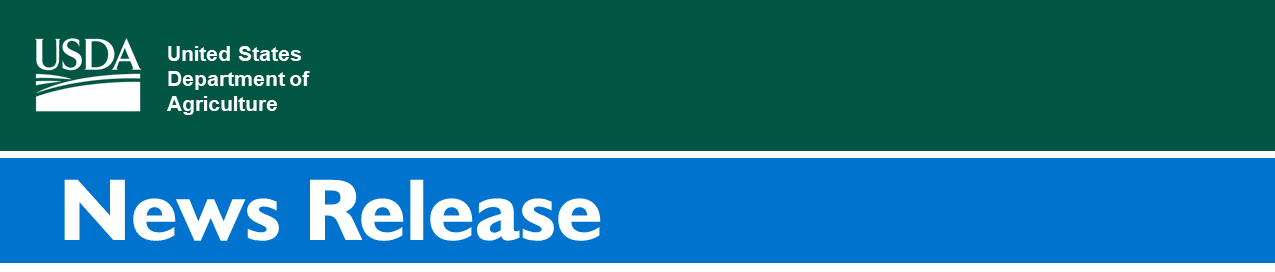 USDA
United States
Department of
Agriculture
News Release